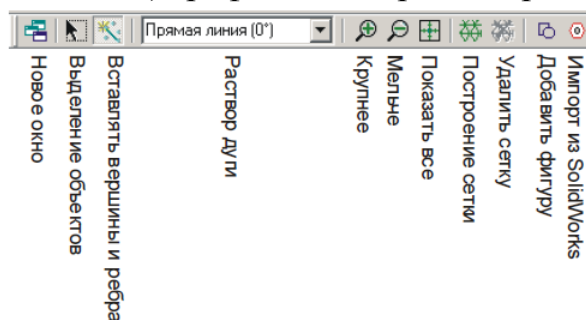 Прямая линия (0°)
Новое окно
Выделение объектов
Вставлять вершины и ребра
Раствор дуги
Крупнее
Мельче
Показать все
Построение сетки
Удалить сетку
Добавить фигуру
Импорт из SolidWorks